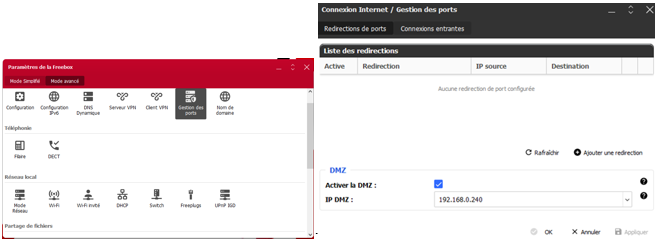 Paramètres de la Freebox
Mode Simplifié Mode avancé
Configuration Configuration IPv6 DNS Dynamique Serveur VPN Client VPN Gestion des ports Nom de domaine
Téléphonie
Filaire DECT
Réseau local
Mode Réseau Wi-Fi Wi-Fi invité DHCP Switch Freeplugs UPnP IGD
Partage de fichiers
Connexion Internet / Gestion des ports
Redirections de ports Connexions entrantes
Liste des redirections
Active Redirection IP source Destination
Aucune redirection de port configurée
Rafraîchir Ajouter une redirection
DMZ
Activer la DMZ :
IP DMZ : 192.168.0.240
OK Annuler Appliquer